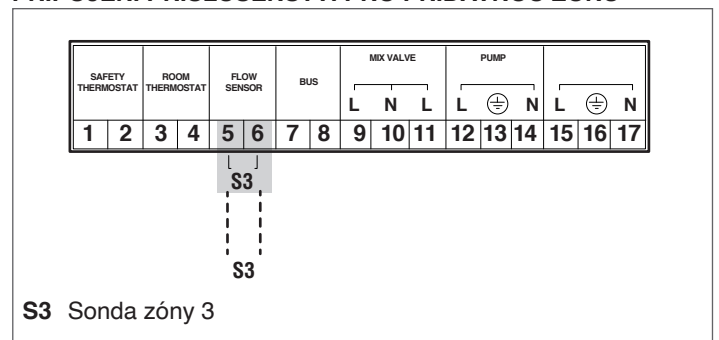 SAFETY THERMOSTAT ROOM THERMOSTAT FLOW SENSOR BUS MIX VALVE PUMP
L N L L N L N
1 2 3 4 5 6 7 8 9 10 11 12 13 14 15 16 17
S3
S3
S3 Sonda zóny 3